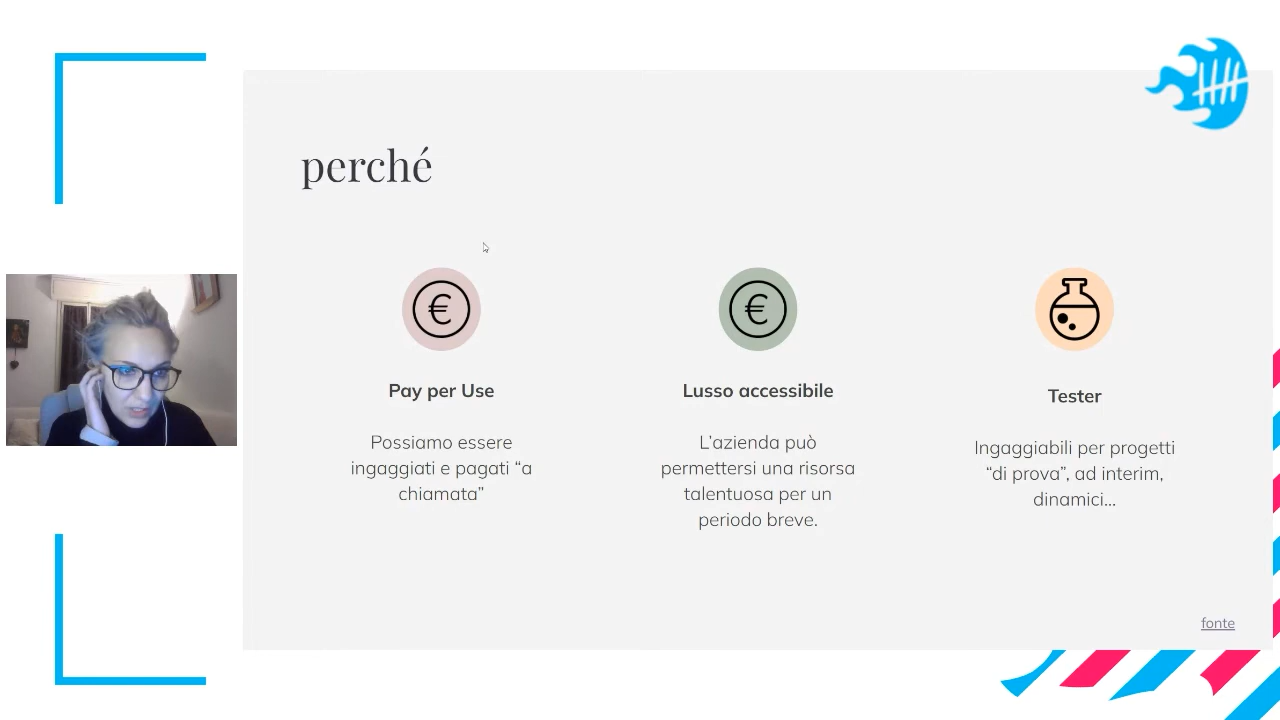 perché
Pay per Use
Possiamo essere
ingaggiati e pagati “a
chiamata”
Lusso accessibile
L’azienda può
permettersi una risorsa
talentuosa per un
periodo breve.
Tester
Ingaggiabili per progetti
“di prova”, ad interim,
dinamici...
fonte